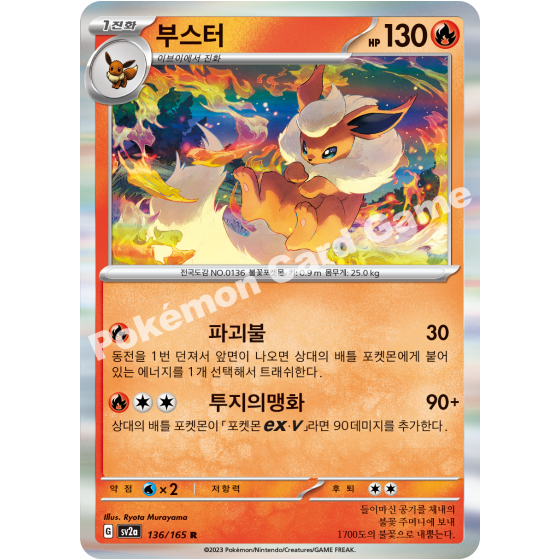 1진화
부스터
HP 130
이브이에서 진화
전국도감 NO.0136 불꽃포켓몬 키: 0.9 m 몸무게: 25.0 kg
Pokémon Card Game
파괴불 30
동전을 1번 던져서 앞면이 나오면 상대의 배틀 포켓몬에게 붙어
있는 에너지를 1개 선택해서 트래쉬한다.
투지의맹화 90+
상대의 배틀 포켓몬이 「포켓몬 ex·V」라면 90데미지를 추가한다.
약점 ×2 저항력 후퇴
Illus. Ryota Murayama
G sv2a 136/165 R
들이마신 공기를 체내의
불꽃 주머니에 보내
1700도의 불꽃으로 내뿜는다.
©2023 Pokémon/Nintendo/Creatures/GAME FREAK.